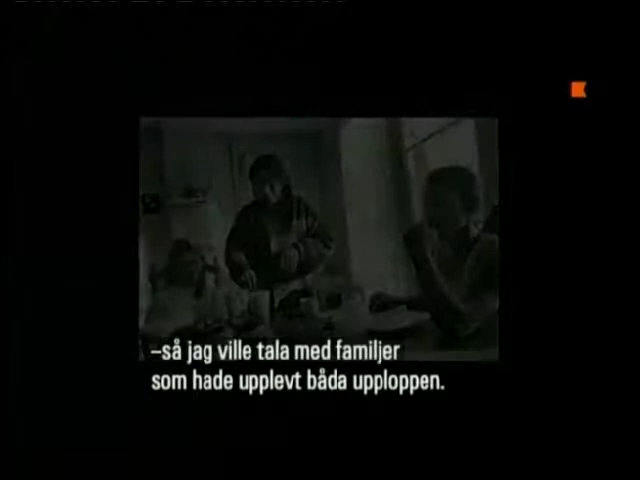 –så jag ville tala med familjer
som hade upplevt båda upploppen.